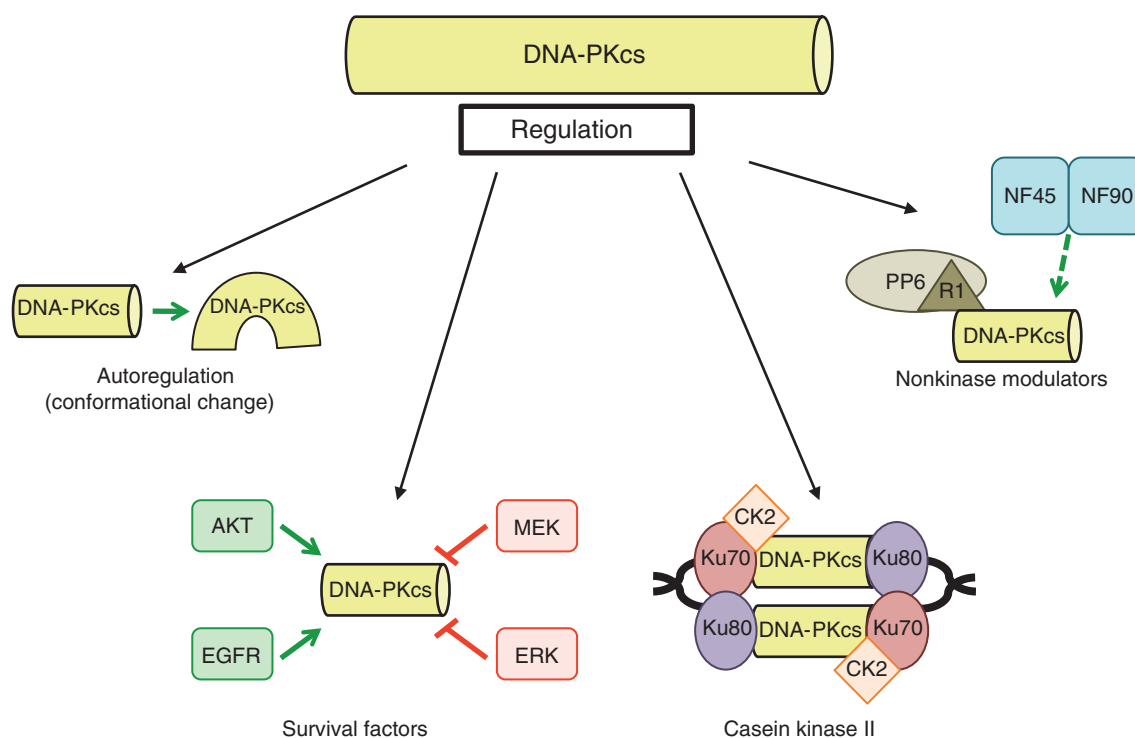 DNA-PKcs
Regulation
NF45 NF90
PP6
R1
DNA-PKcs
Nonkinase modulators
DNA-PKcs
DNA-PKcs
Autoregulation
(conformational change)
AKT
MEK
DNA-PKcs
EGFR
ERK
Survival factors
CK2
Ku70 DNA-PKcs Ku80
Ku80 DNA-PKcs Ku70
CK2
Casein kinase II